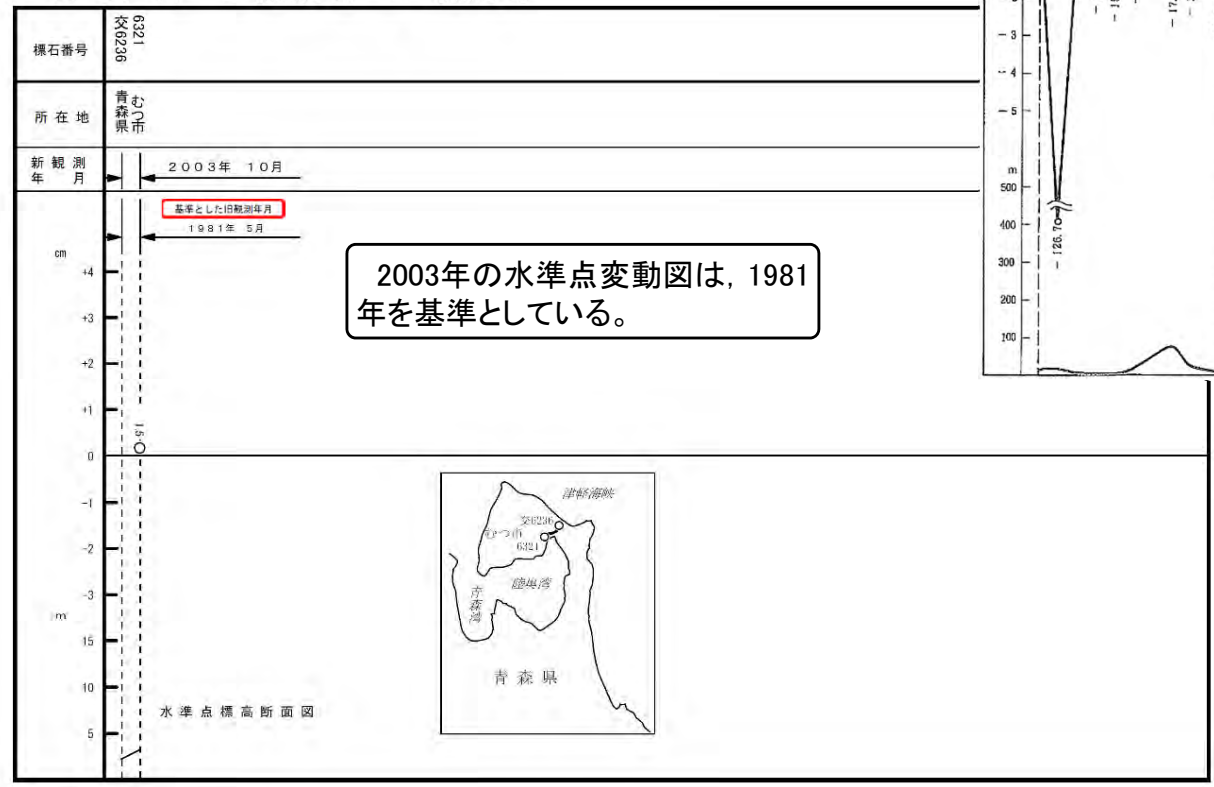 標石番号
交6236
6321
所在地
青森県
むつ市
新観測
年 月
2003年 10月
基準とした旧観測年月
1981年 5月
cm
+4
+3
+2
+1
0
-1
-2
-3
m
15
10
5
1.5
2003年の水準点変動図は，1981
年を基準としている。
水準点標高断面図
津軽海峡
交6236
むつ市
6321
陸奥湾
青森湾
青森県
-3
-4
-5
m
500
400
300
200
100
-126.7